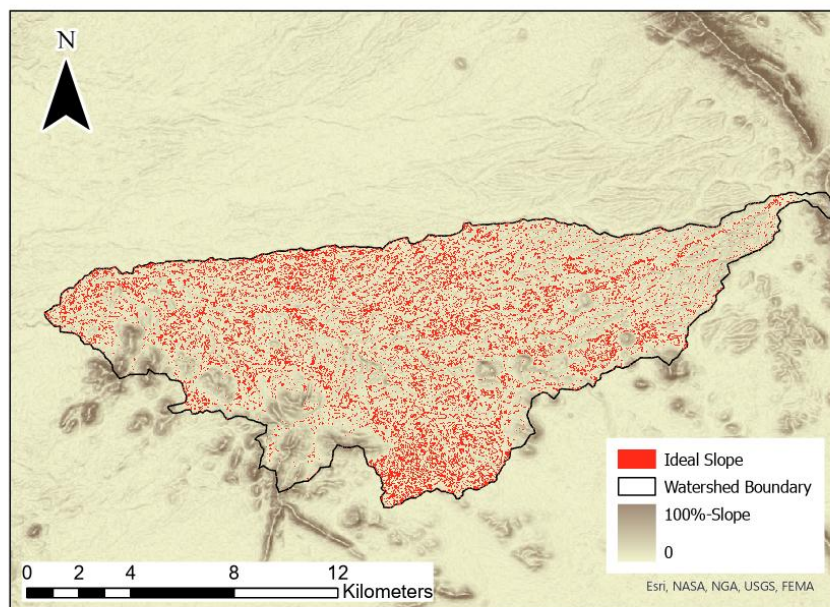 N
Ideal Slope
Watershed Boundary
100%-Slope
0
0 2 4 8 12
Kilometers
Esri, NASA, NGA, USGS, FEMA